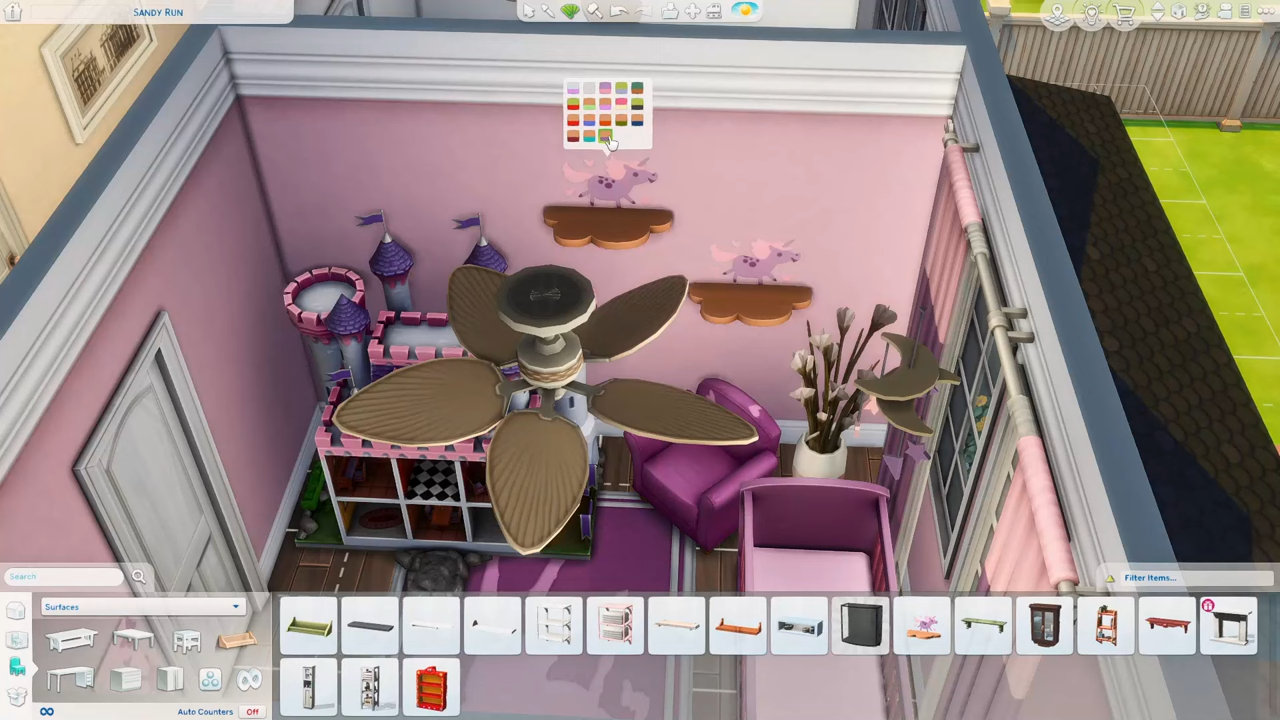 SANDY RUN
Search
Filter Items...
Surfaces
Auto Counters
Off